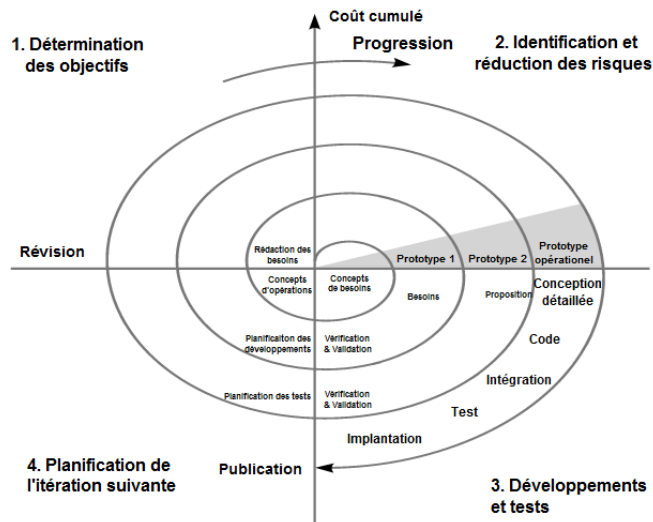 Coût cumulé
1. Détermination
des objectifs
Progression
2. Identification et
réduction des risques
Révision
Rédaction des
besoins
Prototype 1
Prototype 2
Prototype
opérationel
Concepts
d'opérations
Concepts
de besoins
Besoins
Proposition
Conception
détaillée
Planificaiton des
développements
Vérification
& Validation
Code
Intégration
Planification des tests
Vérification
& Validation
Test
Implantation
4. Planification de
l'itération suivante
Publication
3. Développements
et tests